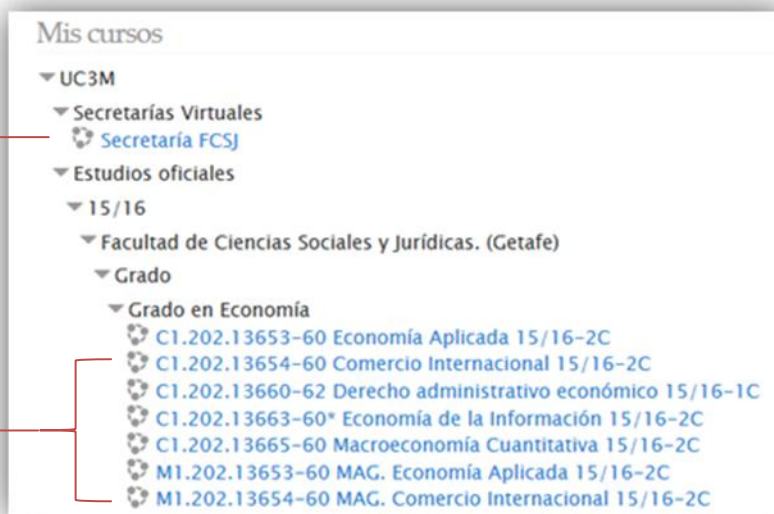 Mis cursos
UC3M
Secretarías Virtuales
Secretaría FCSJ
Estudios oficiales
15/16
Facultad de Ciencias Sociales y Jurídicas. (Getafe)
Grado
Grado en Economía
C1.202.13653-60 Economía Aplicada 15/16-2C
C1.202.13654-60 Comercio Internacional 15/16-2C
C1.202.13660-62 Derecho administrativo económico 15/16-1C
C1.202.13663-60* Economía de la Información 15/16-2C
C1.202.13665-60 Macroeconomía Cuantitativa 15/16-2C
M1.202.13653-60 MAG. Economía Aplicada 15/16-2C
M1.202.13654-60 MAG. Comercio Internacional 15/16-2C